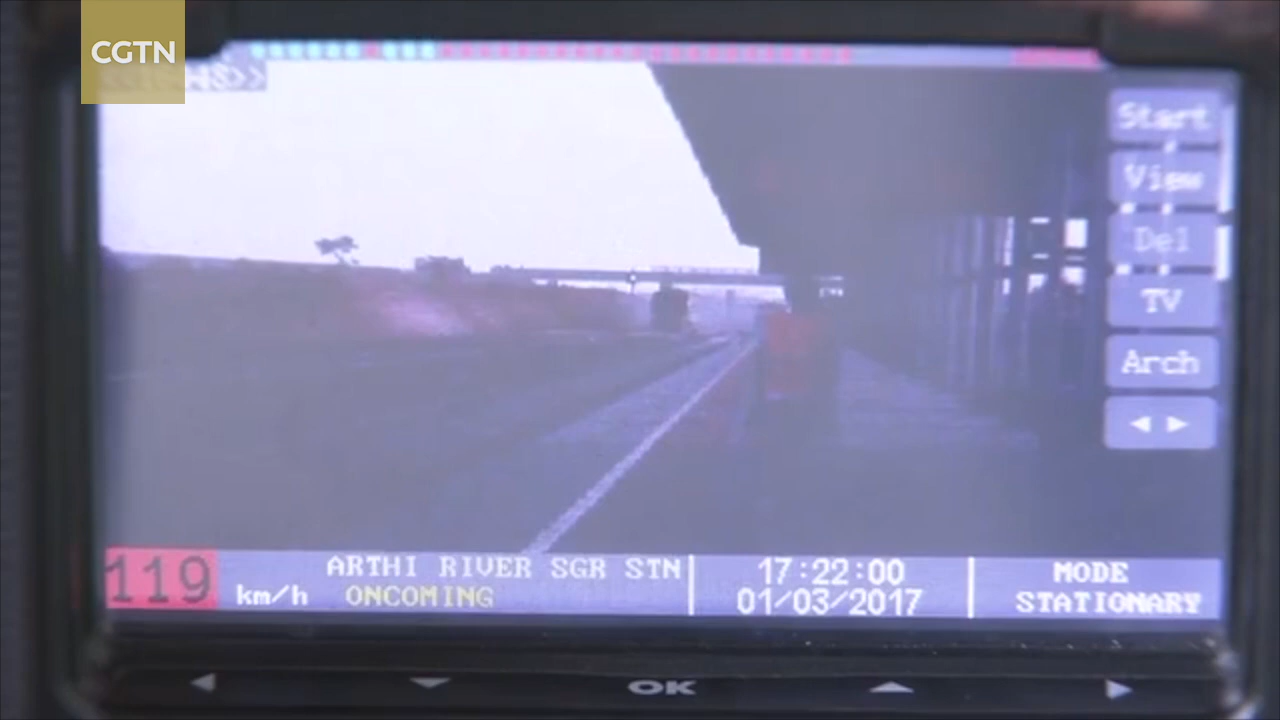 CGTN
Start
View
Del
TV
Arch
119 km/h
ARTHI RIVER SGR STN
ONCOMING
17:22:00
01/03/2017
MODE
STATIONARY
OK